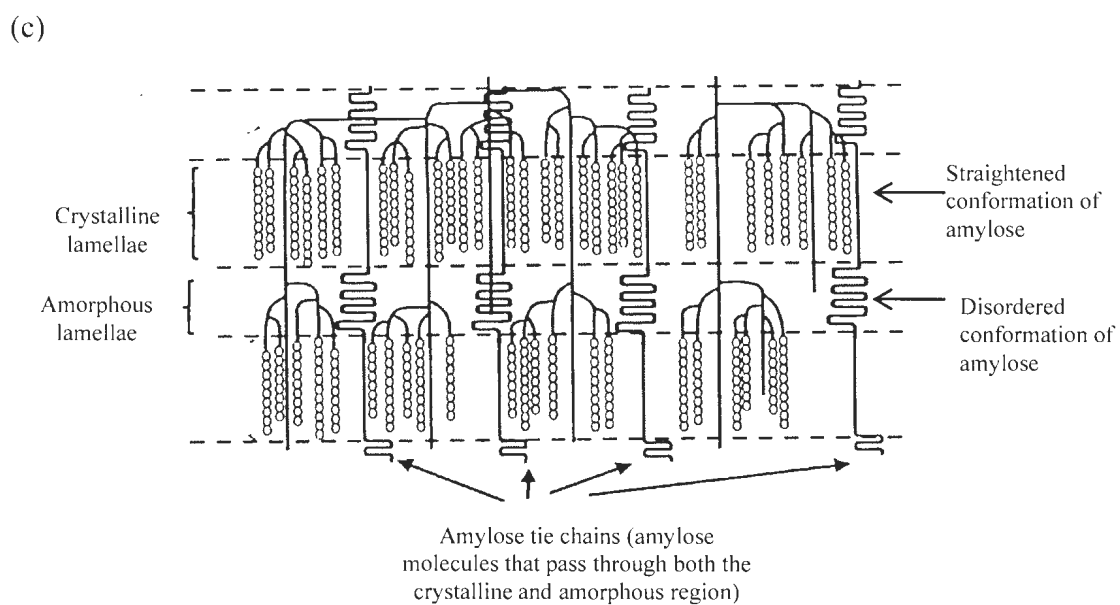 (c)
Crystalline
lamellae
Amorphous
lamellae
Straightened
conformation of
amylose
Disordered
conformation of
amylose
Amylose tie chains (amylose
molecules that pass through both the
crystalline and amorphous region)